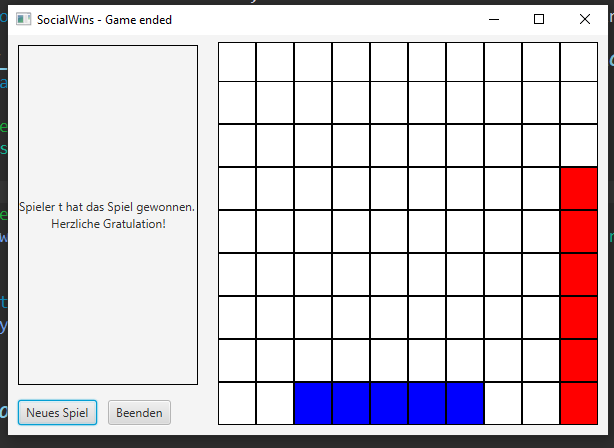 SocialWins - Game ended
Spieler t hat das Spiel gewonnen.
Herzliche Gratulation!
Neues Spiel
Beenden